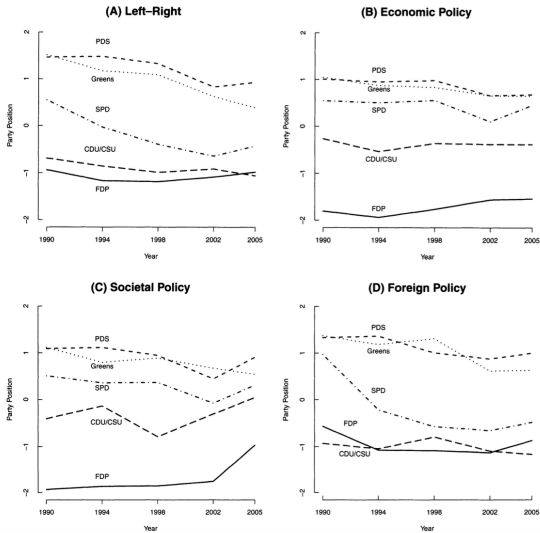 (A) Left–Right
2
1
0
−1
−2
Party Position
PDS
Greens
SPD
CDU/CSU
FDP
1990 1994 1998 2002 2005
Year
(B) Economic Policy
2
1
0
−1
−2
Party Position
PDS
Greens
SPD
CDU/CSU
FDP
1990 1994 1998 2002 2005
Year
(C) Societal Policy
2
1
0
−1
−2
Party Position
PDS
Greens
SPD
CDU/CSU
FDP
1990 1994 1998 2002 2005
Year
(D) Foreign Policy
2
1
0
−1
−2
Party Position
PDS
Greens
SPD
FDP
CDU/CSU
1990 1994 1998 2002 2005
Year